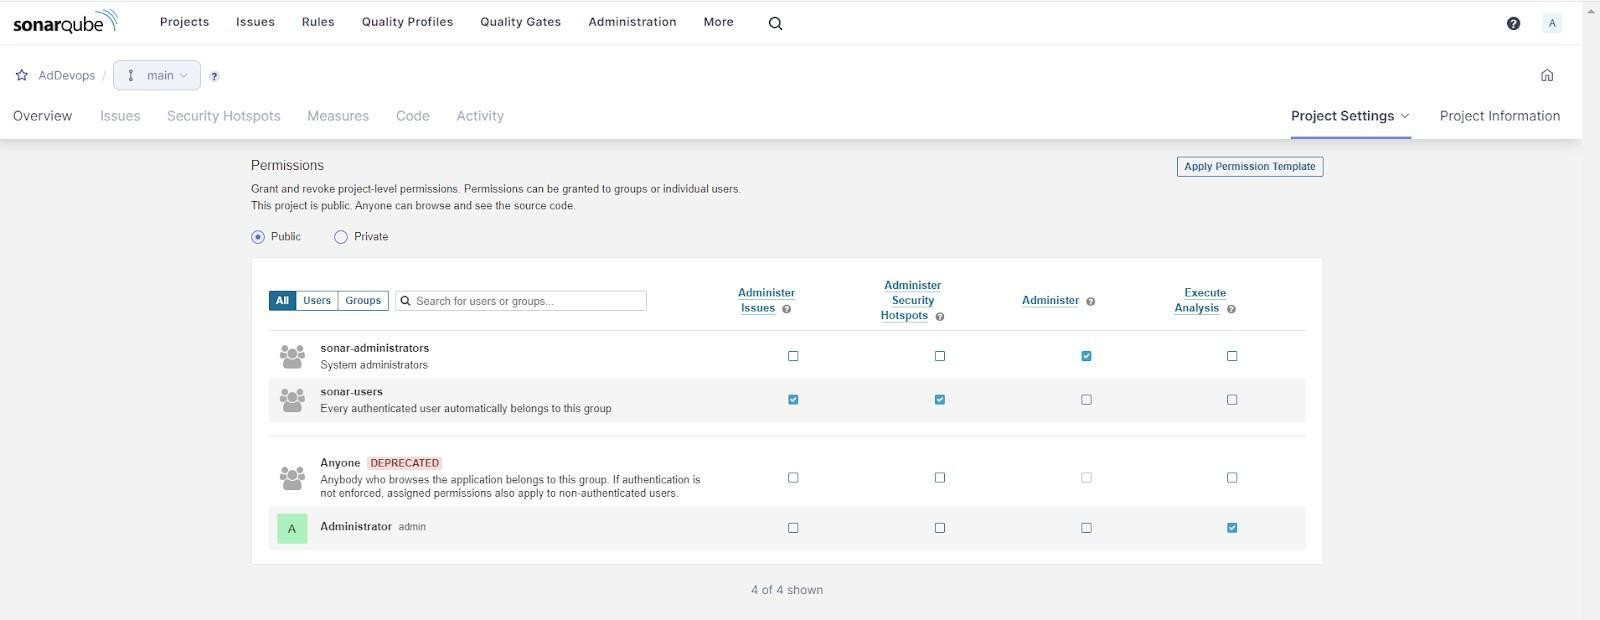 sonarqube Projects Issues Rules Quality Profiles Quality Gates Administration More ? A
AdDevops / main ?
Overview Issues Security Hotspots Measures Code Activity Project Settings Project Information
Permissions Apply Permission Template
Grant and revoke project-level permissions. Permissions can be granted to groups or individual users.
This project is public. Anyone can browse and see the source code.
Public Private
All Users Groups Search for users or groups...
Administer
Issues ?
Administer
Security
Hotspots ?
Administer ?
Execute
Analysis ?
sonar-administrators
System administrators
sonar-users
Every authenticated user automatically belongs to this group
Anyone DEPRECATED
Anybody who browses the application belongs to this group. If authentication is
not enforced, assigned permissions also apply to non-authenticated users.
A Administrator admin
4 of 4 shown